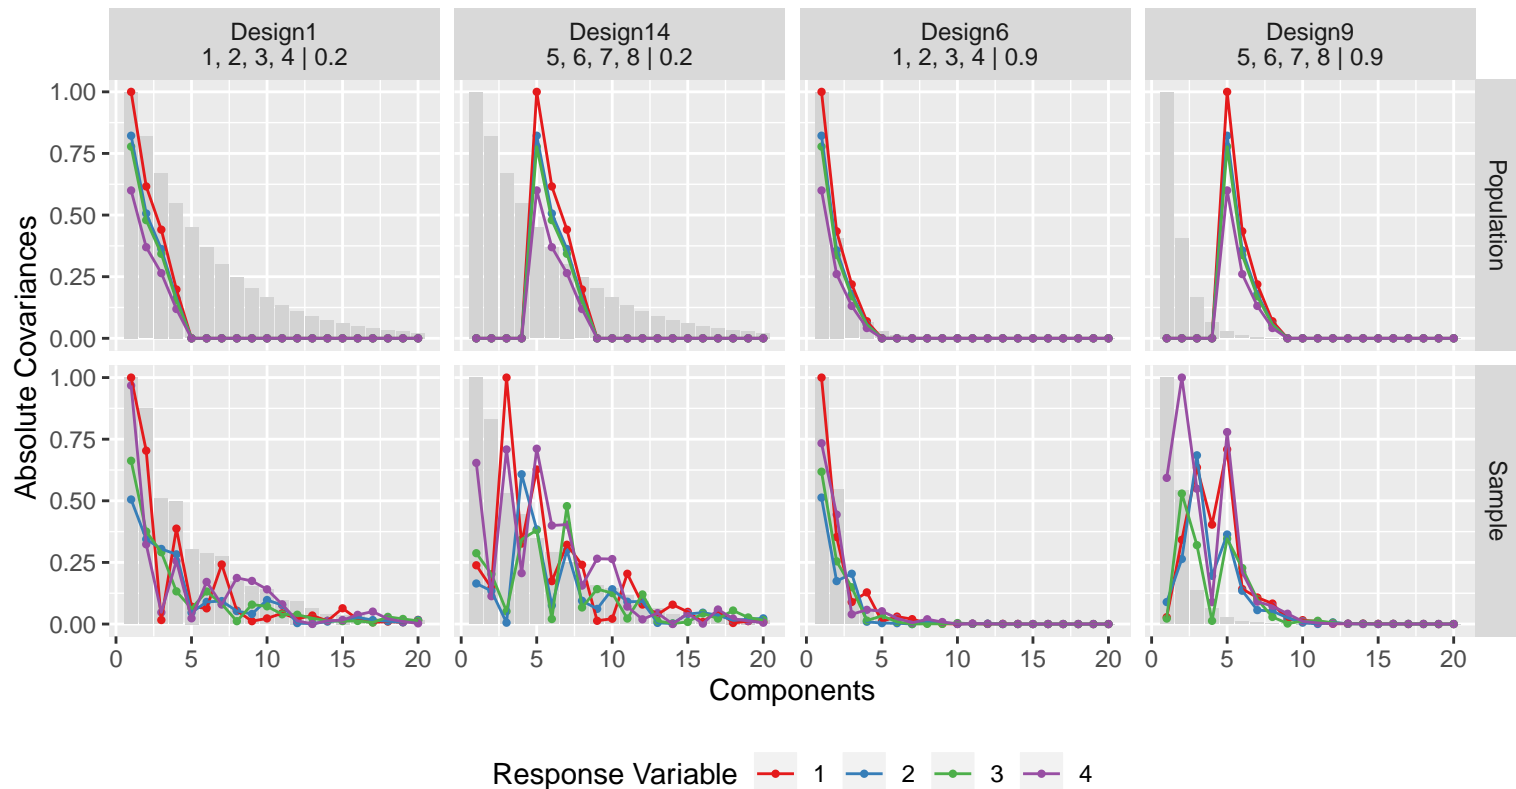 Design1
1, 2, 3, 4 | 0.2
Design14
5, 6, 7, 8 | 0.2
Design6
1, 2, 3, 4 | 0.9
Design9
5, 6, 7, 8 | 0.9
Absolute Covariances
1.00
0.75
0.50
0.25
0.00
Population
1.00
0.75
0.50
0.25
0.00
Sample
0 5 10 15 20
0 5 10 15 20
0 5 10 15 20
0 5 10 15 20
Components
Response Variable 1 2 3 4